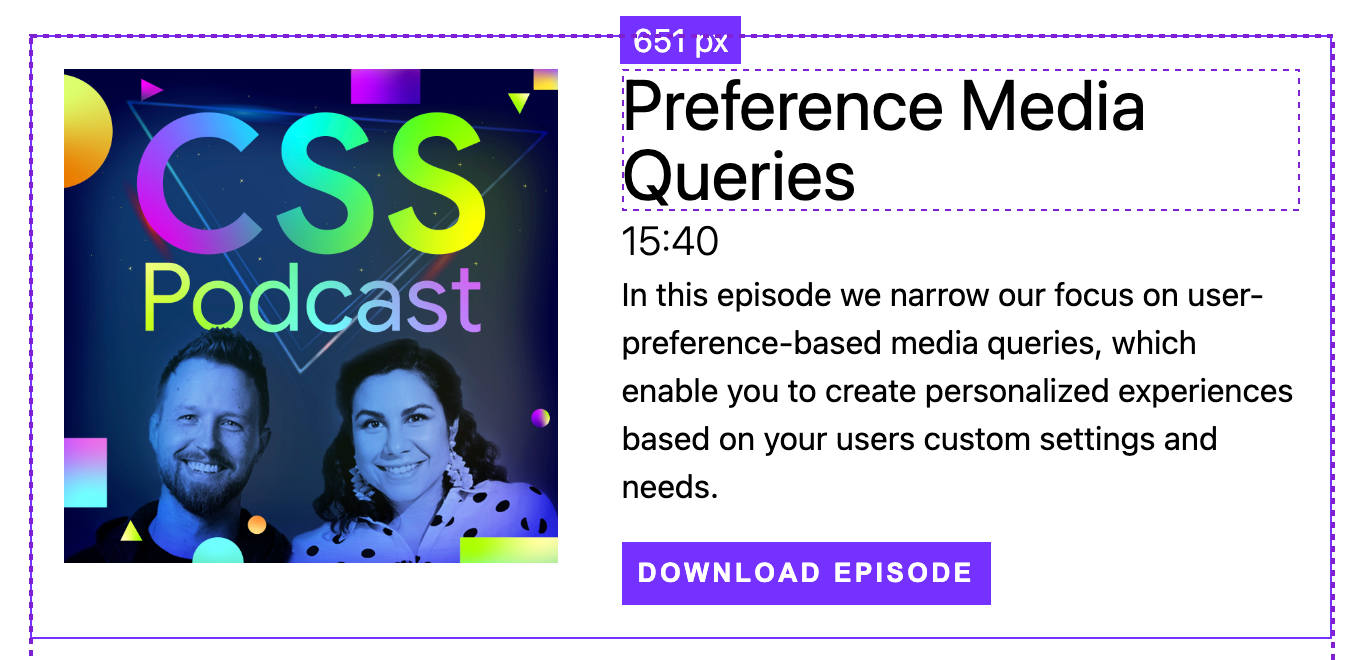 651 px
CSS
Podcast
Preference Media
Queries
15:40
In this episode we narrow our focus on user-
preference-based media queries, which
enable you to create personalized experiences
based on your users custom settings and
needs.
DOWNLOAD EPISODE